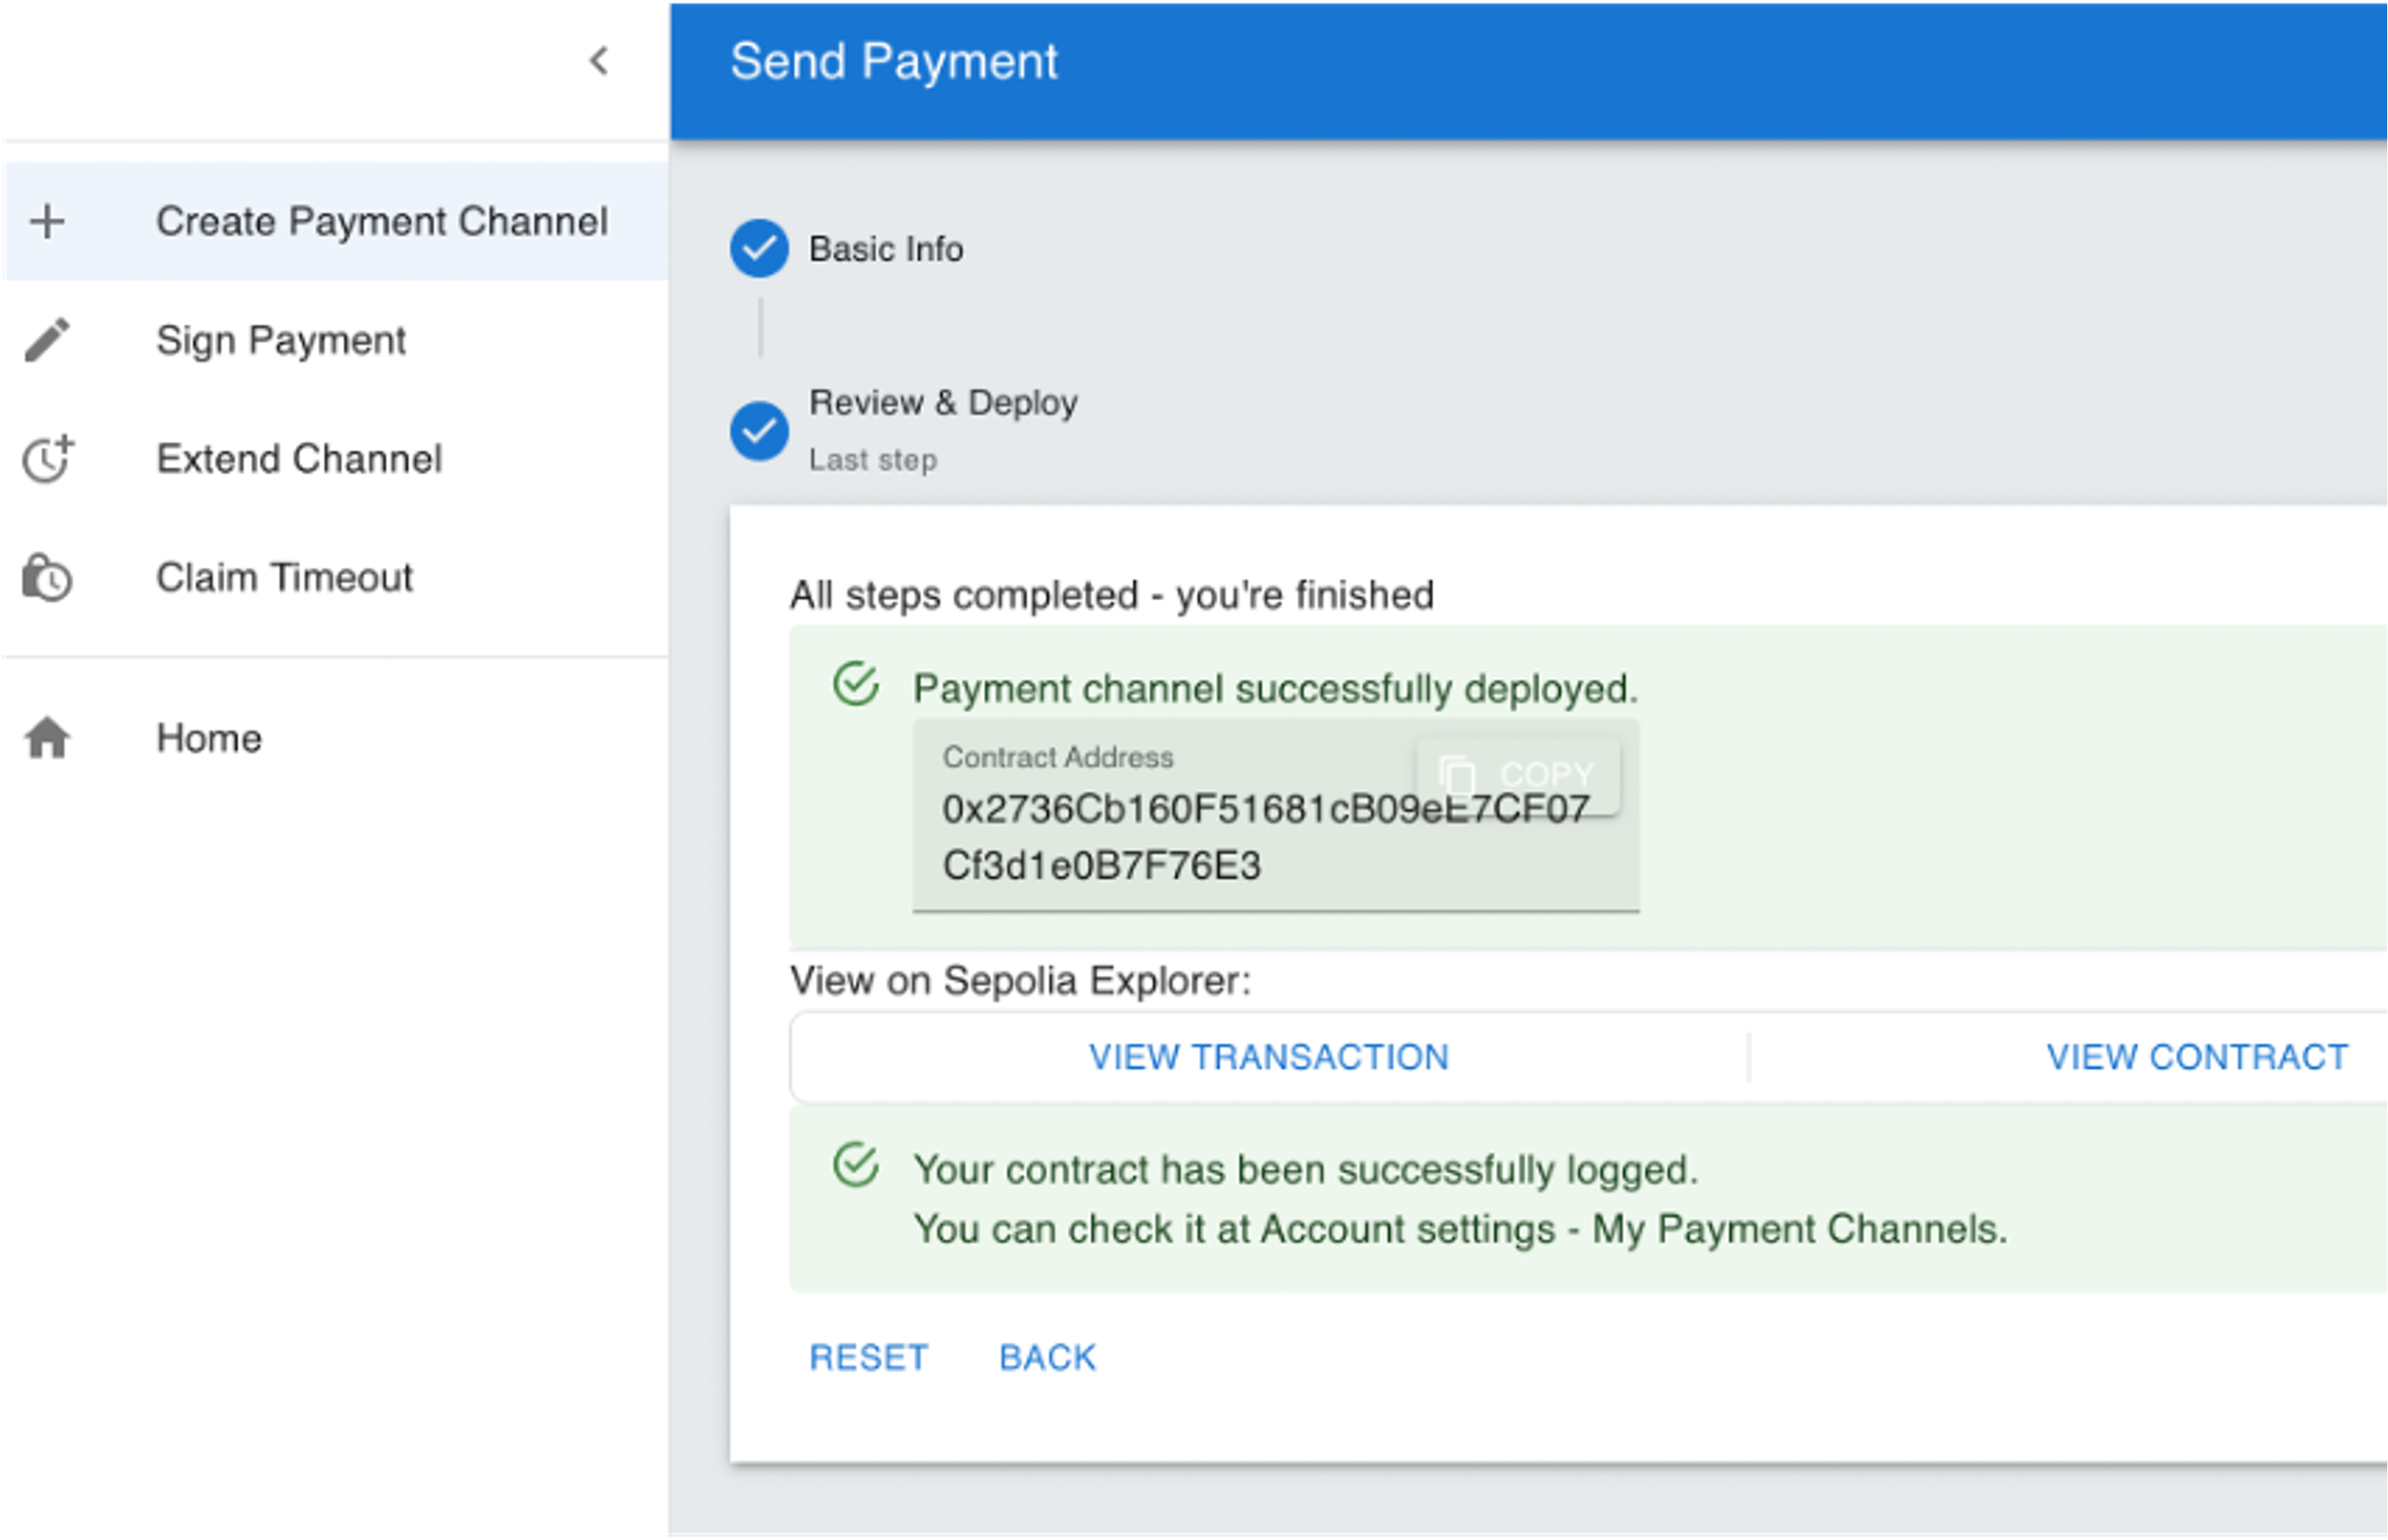 Send Payment
Create Payment Channel
Sign Payment
Extend Channel
Claim Timeout
Home
Basic Info
Review & Deploy
Last step
All steps completed - you're finished
Payment channel successfully deployed.
Contract Address
COPY
0x2736Cb160F51681cB09eE7CF07
Cf3d1e0B7F76E3
View on Sepolia Explorer:
VIEW TRANSACTION
VIEW CONTRACT
Your contract has been successfully logged.
You can check it at Account settings - My Payment Channels.
RESET
BACK